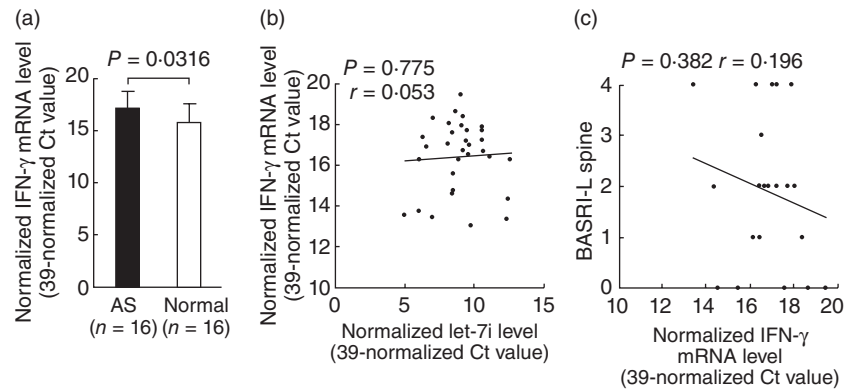 (a)
P = 0·0316
Normalized IFN-γ mRNA level
(39-normalized Ct value)
20
15
10
5
0
AS
(n = 16)
Normal
(n = 16)
(b)
P = 0·775
r = 0·053
Normalized IFN-γ mRNA level
(39-normalized Ct value)
20
18
16
14
12
10
0 5 10 15
Normalized let-7i level
(39-normalized Ct value)
(c)
P = 0·382 r = 0·196
BASRI-L spine
4
3
2
1
0
10 12 14 16 18 20
Normalized IFN-γ
mRNA level
(39-normalized Ct value)